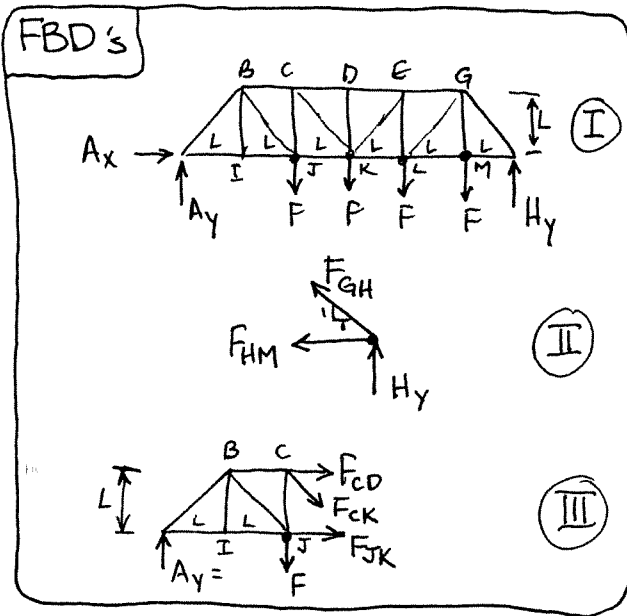 FBD's
B C D E G
L I
Ax L L L L L L
I J K L M
Ay F F F F Hy
FGH
1 1
FHM II
Hy
B C
FCD
L FCK III
L L
I J FJK
Ay = F